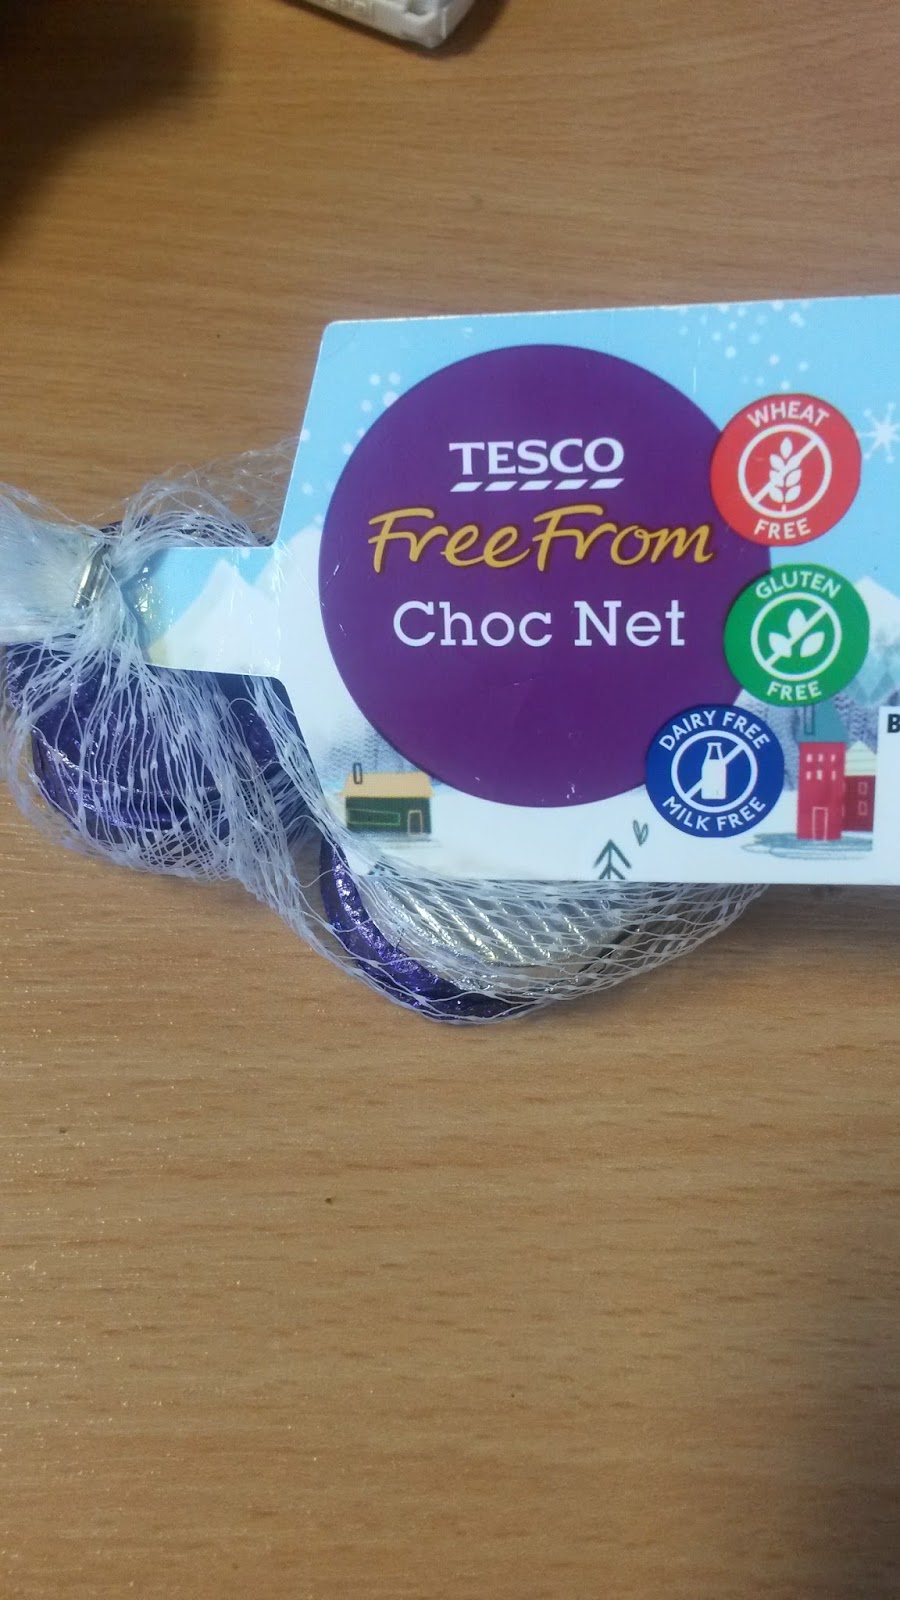 TESCO
FreeFrom
Choc Net
WHEAT
FREE
GLUTEN
FREE
DAIRY FREE
MILK FREE
B